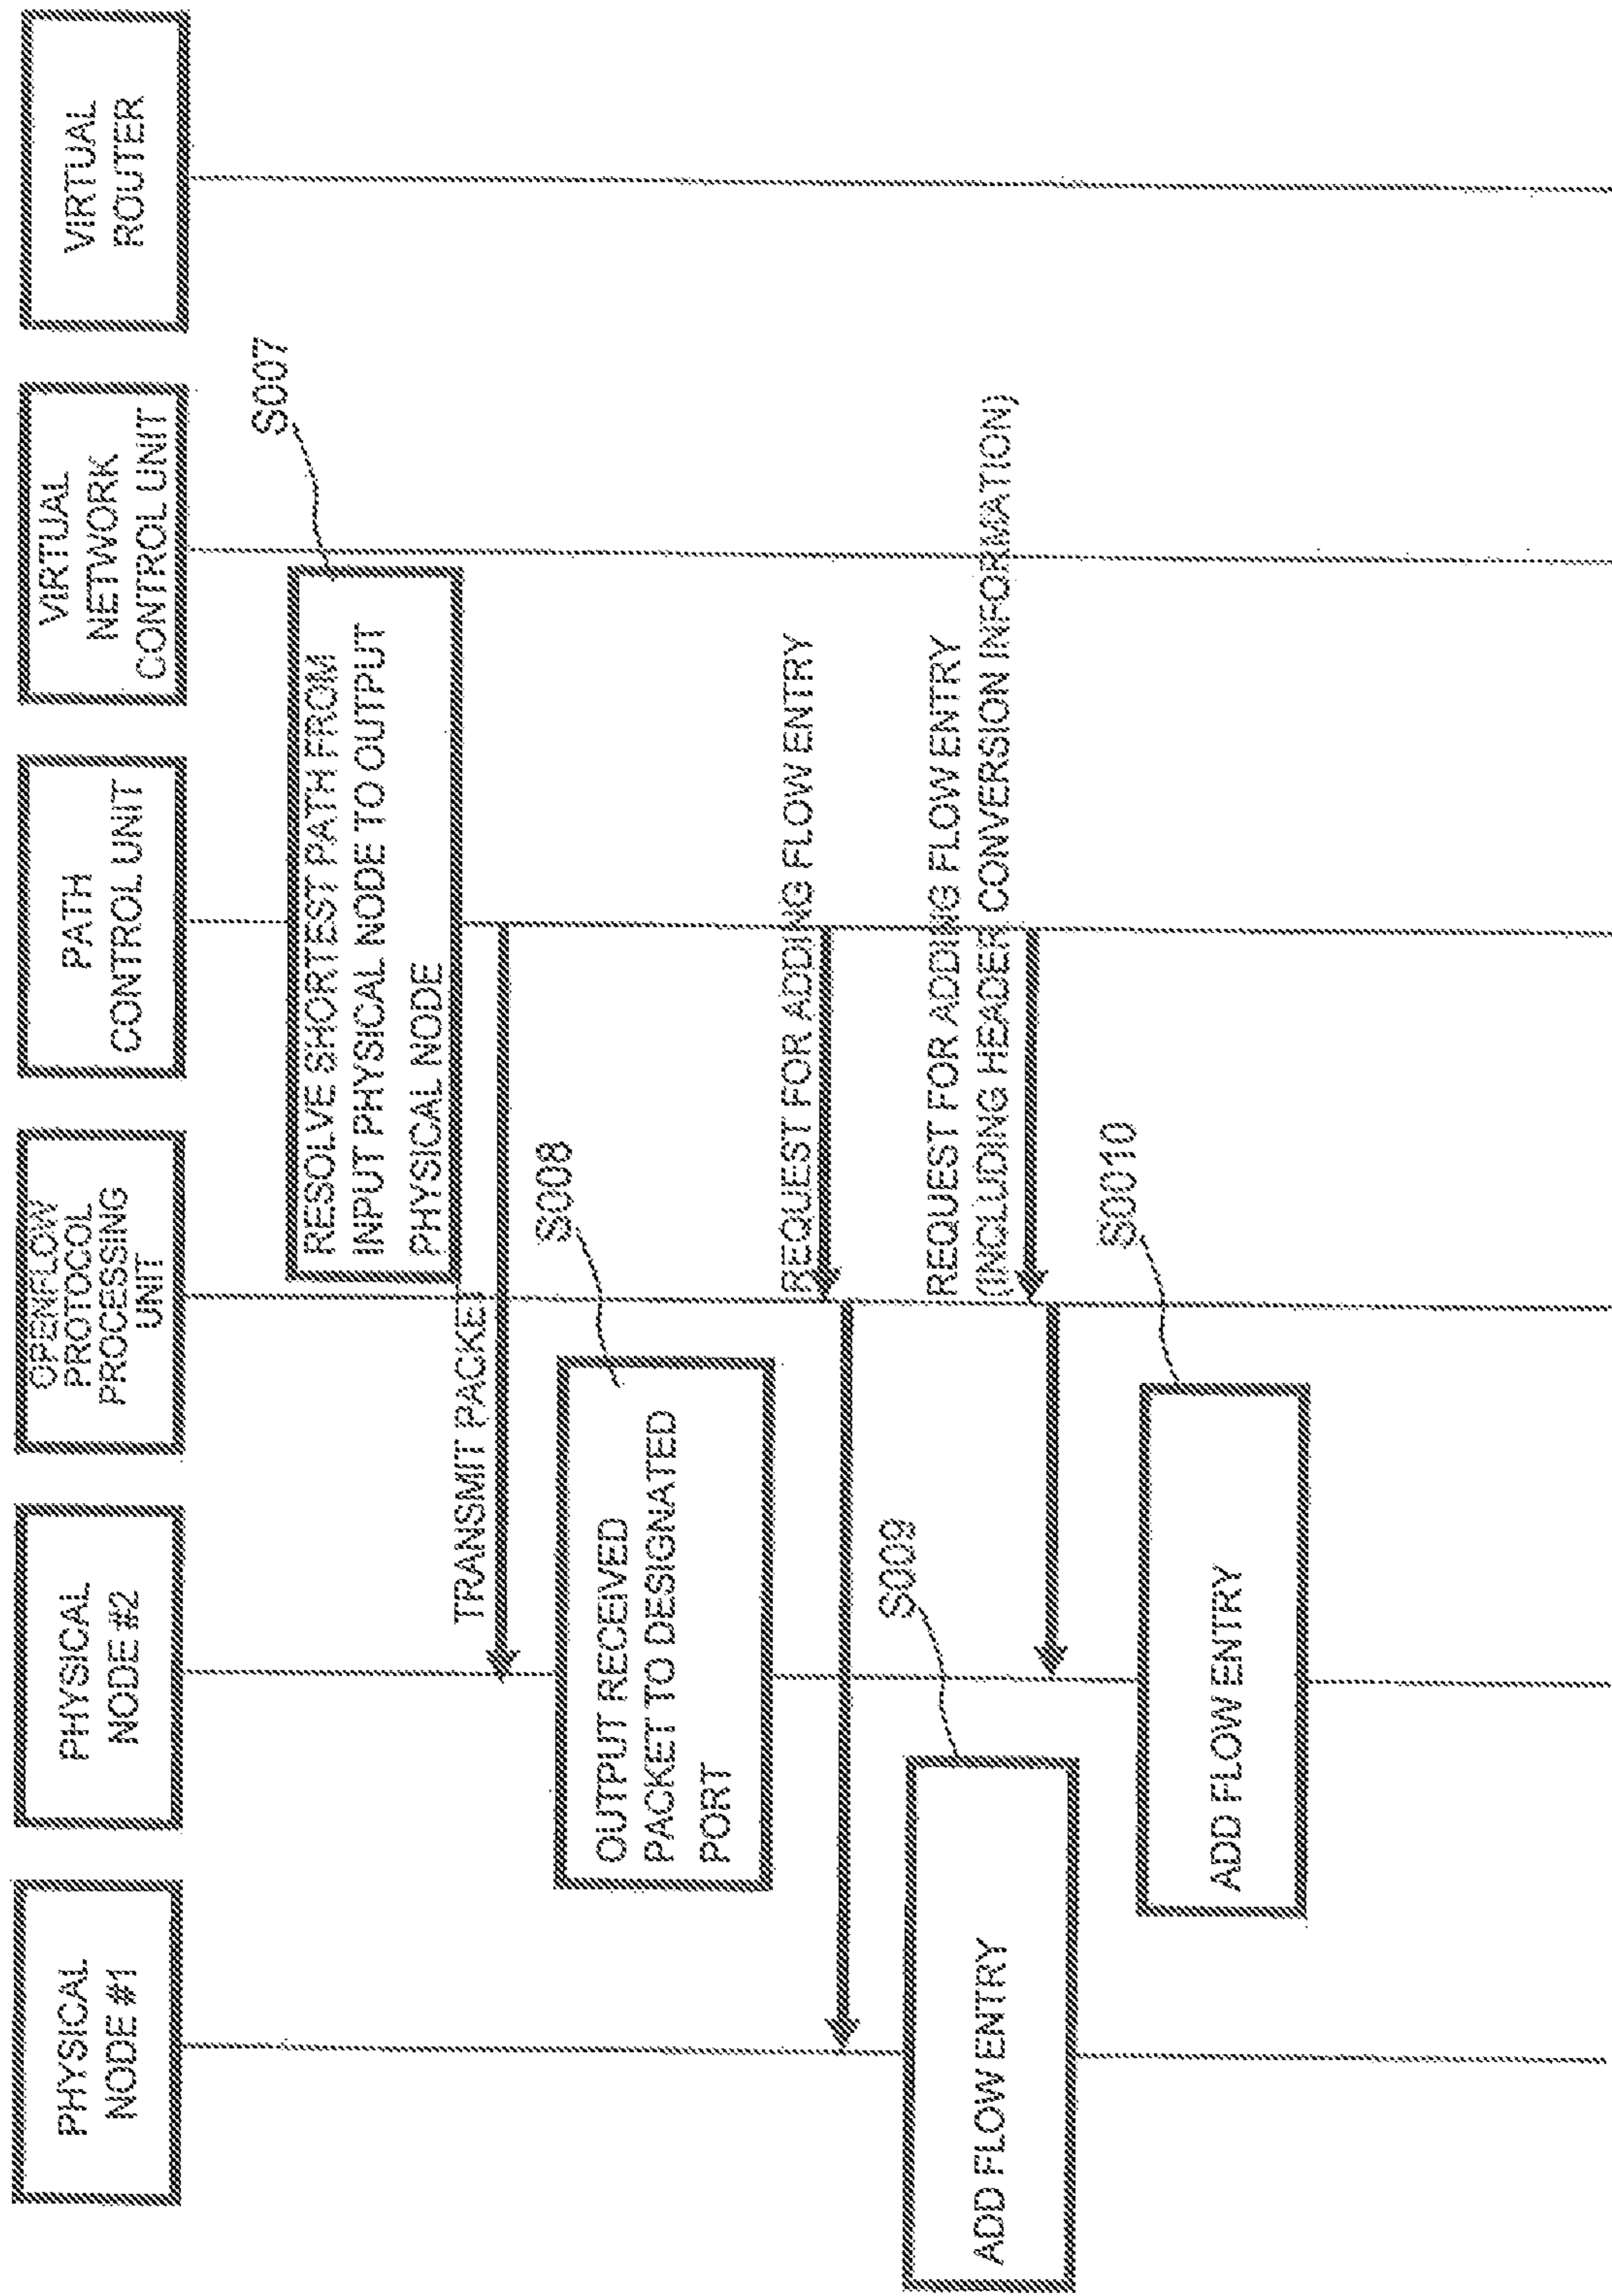 PHYSICAL
NODE #1
PHYSICAL
NODE #2
OPENFLOW
PROTOCOL
PROCESSING
UNIT
PATH
CONTROL UNIT
VIRTUAL
NETWORK
CONTROL UNIT
VIRTUAL
ROUTER
S007
RESOLVE SHORTEST PATH FROM
INPUT PHYSICAL NODE TO OUTPUT
PHYSICAL NODE
TRANSMIT PACKET
S008
OUTPUT RECEIVED
PACKET TO DESIGNATED
PORT
REQUEST FOR ADDING FLOW ENTRY
S009
ADD FLOW ENTRY
REQUEST FOR ADDING FLOW ENTRY
(INCLUDING HEADER CONVERSION INFORMATION)
S0010
ADD FLOW ENTRY